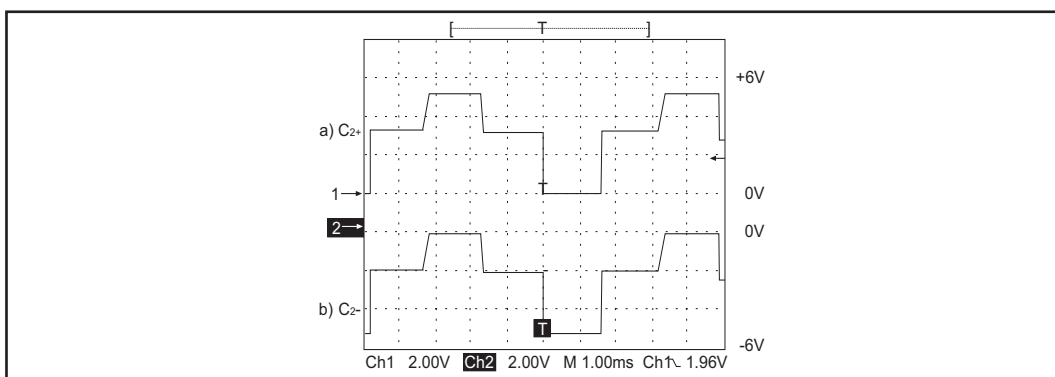 [ T ]
+6V
a) C2+
T
1
0V
2
0V
b) C2-
T
-6V
Ch1 2.00V Ch2 2.00V M 1.00ms Ch1 1.96V